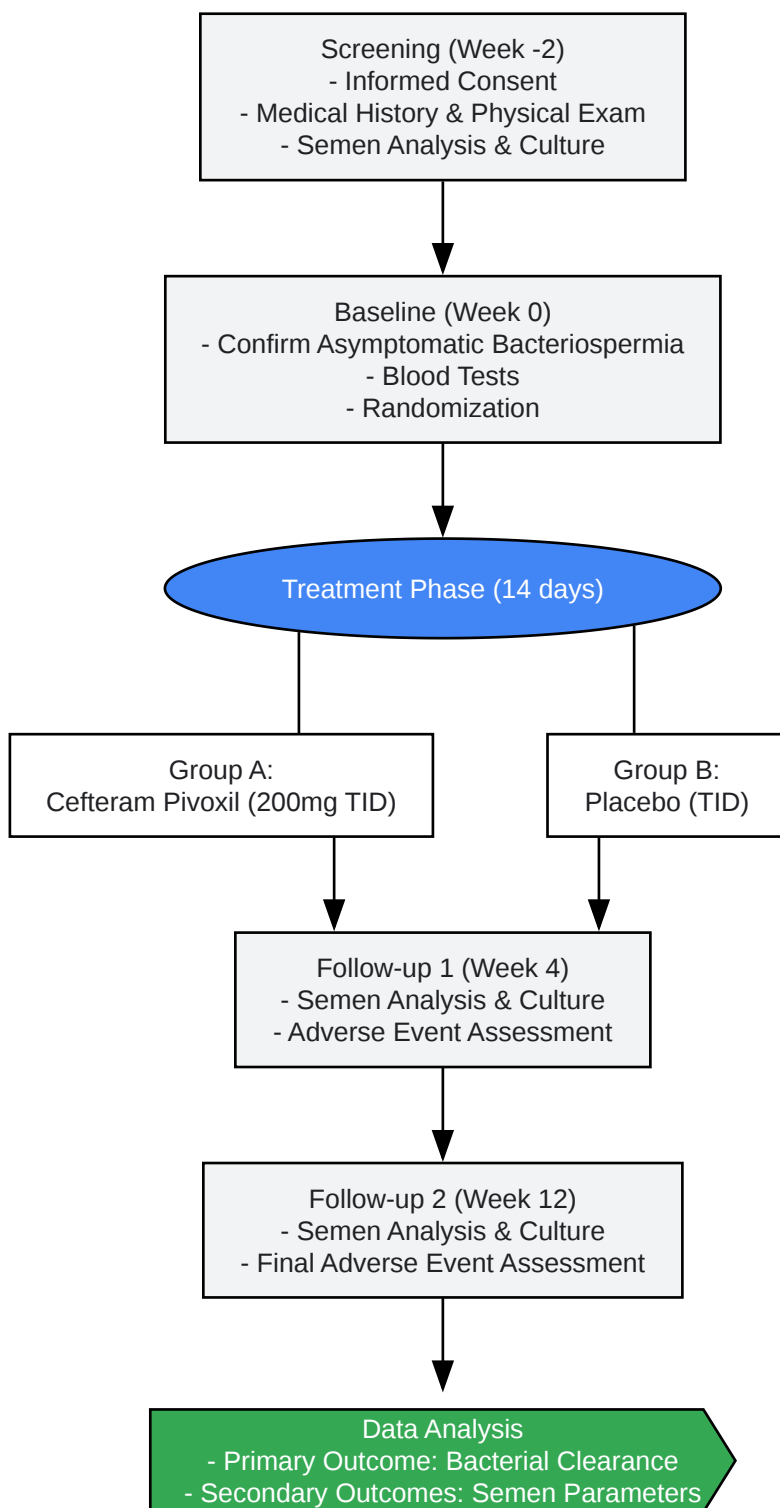 Screening (Week -2)
- Informed Consent
- Medical History & Physical Exam
- Semen Analysis & Culture
Baseline (Week 0)
- Confirm Asymptomatic Bacteriospermia
- Blood Tests
- Randomization
Treatment Phase (14 days)
Group A:
Cefteram Pivoxil (200mg TID)
Group B:
Placebo (TID)
Follow-up 1 (Week 4)
- Semen Analysis & Culture
- Adverse Event Assessment
Follow-up 2 (Week 12)
- Semen Analysis & Culture
- Final Adverse Event Assessment
Data Analysis
- Primary Outcome: Bacterial Clearance
- Secondary Outcomes: Semen Parameters